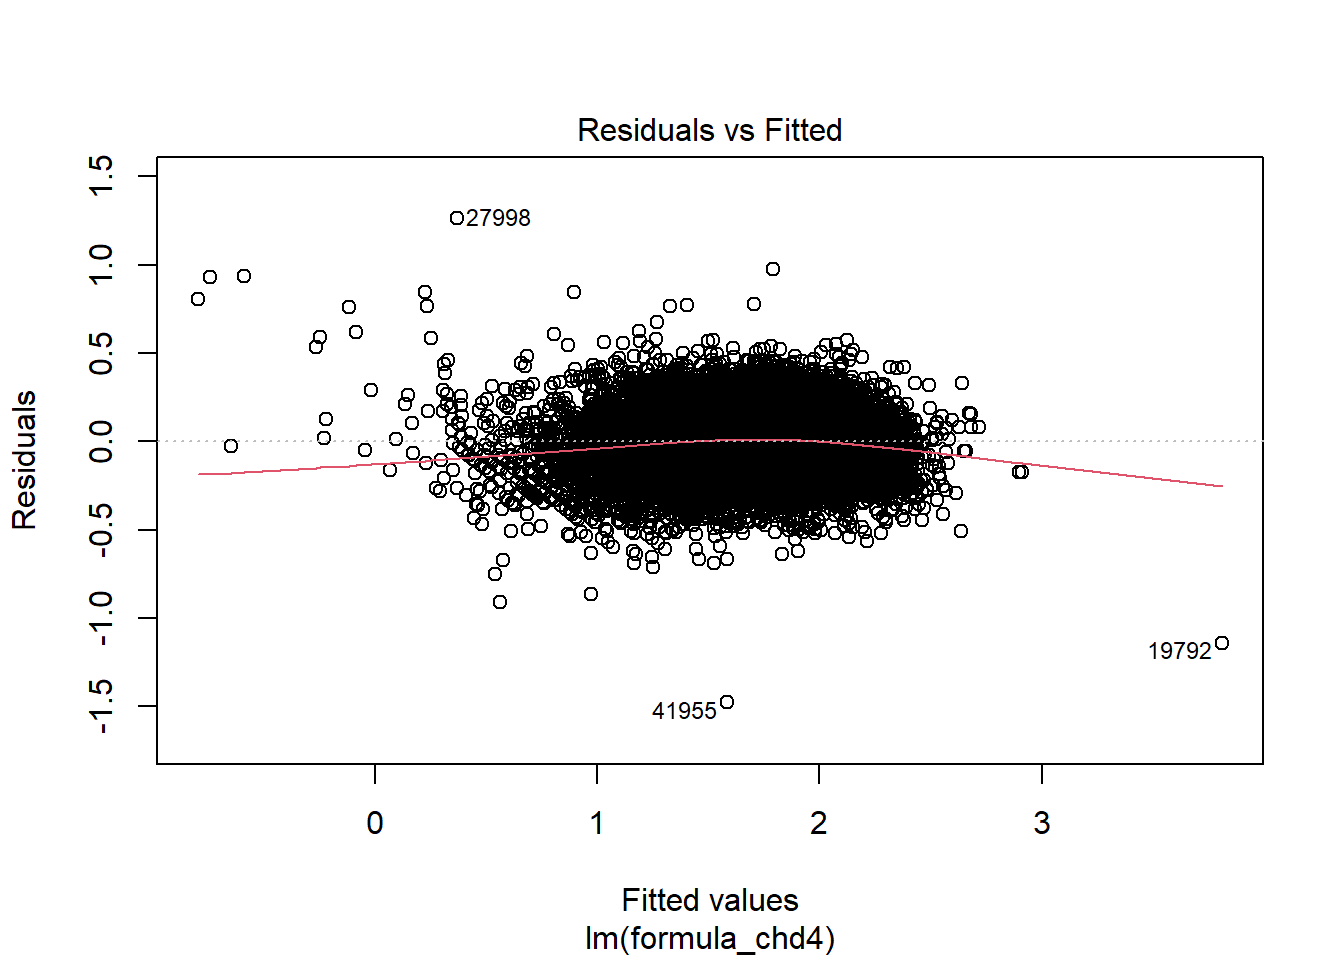 Residuals vs Fitted
Residuals
1.5
1.0
0.5
0.0
-0.5
-1.0
-1.5
27998
19792
41955
0 1 2 3
Fitted values
lm(formula_chd4)